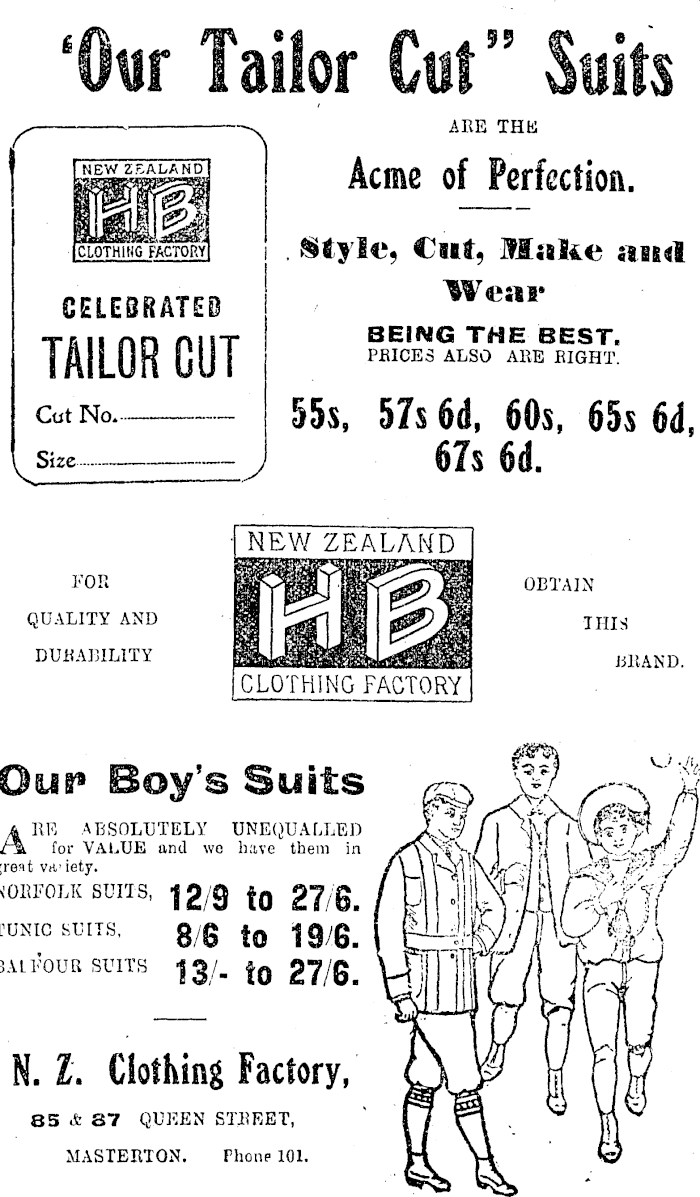 ‘Our Tailor Cut” Suits
ARE THE
Acme of Perfection.
Style, Cut, Make and
Wear
BEING THE BEST.
PRICES ALSO ARE RIGHT.
55s, 57s 6d, 60s, 65s 6d,
67s 6d.
NEW ZEALAND
HB
CLOTHING FACTORY
CELEBRATED
TAILOR CUT
Cut No.
Size
FOR
QUALITY AND
DURABILITY
NEW ZEALAND
HB
CLOTHING FACTORY
OBTAIN
THIS
BRAND.
Our Boy's Suits
ARE ABSOLUTELY UNEQUALLED
for VALUE and we have them in
great variety.
NORFOLK SUITS, 12/9 to 27/6.
TUNIC SUITS, 8/6 to 19/6.
BALFOUR SUITS 13/- to 27/6.
N. Z. Clothing Factory,
85 & 87 QUEEN STREET,
MASTERTON. Phone 101.